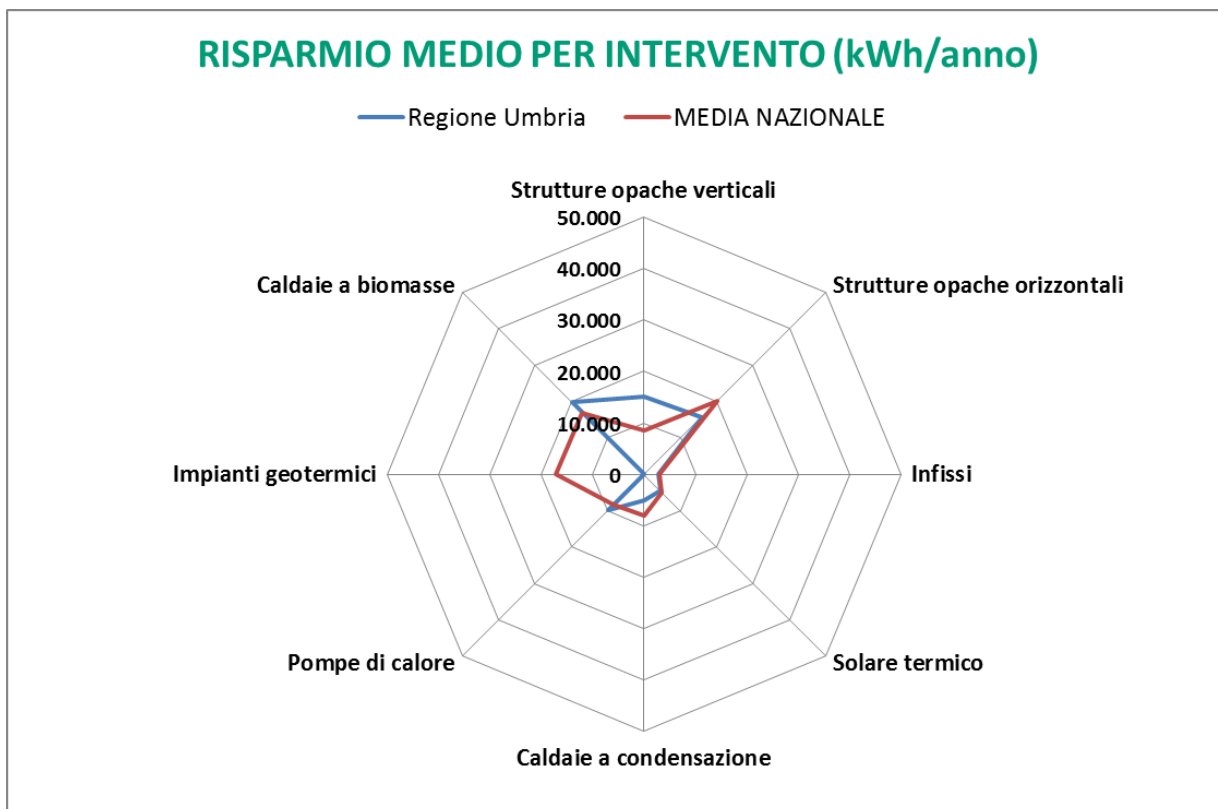 RISPARMIO MEDIO PER INTERVENTO (kWh/anno)
Regione Umbria MEDIA NAZIONALE
Strutture opache verticali
50.000
40.000
30.000
20.000
10.000
0
Strutture opache orizzontali
Infissi
Solare termico
Caldaie a condensazione
Pompe di calore
Impianti geotermici
Caldaie a biomasse